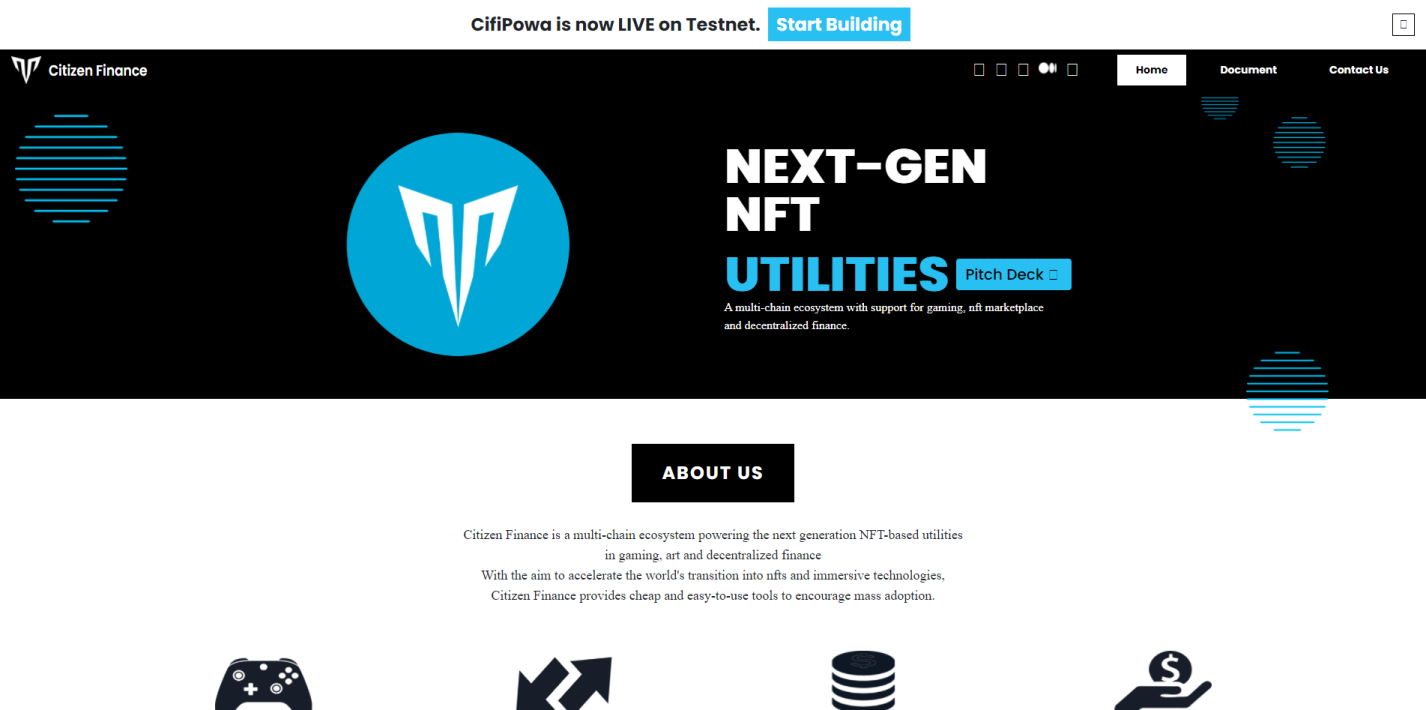 CifiPowa is now LIVE on Testnet. Start Building
Citizen Finance
Home Document Contact Us
NEXT-GEN
NFT
UTILITIES Pitch Deck
A multi-chain ecosystem with support for gaming, nft marketplace
and decentralized finance.
ABOUT US
Citizen Finance is a multi-chain ecosystem powering the next generation NFT-based utilities
in gaming, art and decentralized finance
With the aim to accelerate the world's transition into nfts and immersive technologies,
Citizen Finance provides cheap and easy-to-use tools to encourage mass adoption.